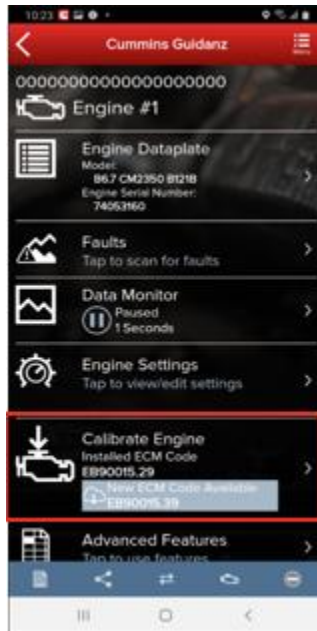 10:23
Cummins Guidanz
Menu
00000000000000000000
Engine #1
Engine Dataplate
Model:
B6.7 CM2350 B121B
Engine Serial Number:
74053160
Faults
Tap to scan for faults
Data Monitor
Paused
1 Seconds
Engine Settings
Tap to view/edit settings
Calibrate Engine
Installed ECM Code
EB90015.29
New ECM Code Available
EB90015.39
Advanced Features
Tap to use features